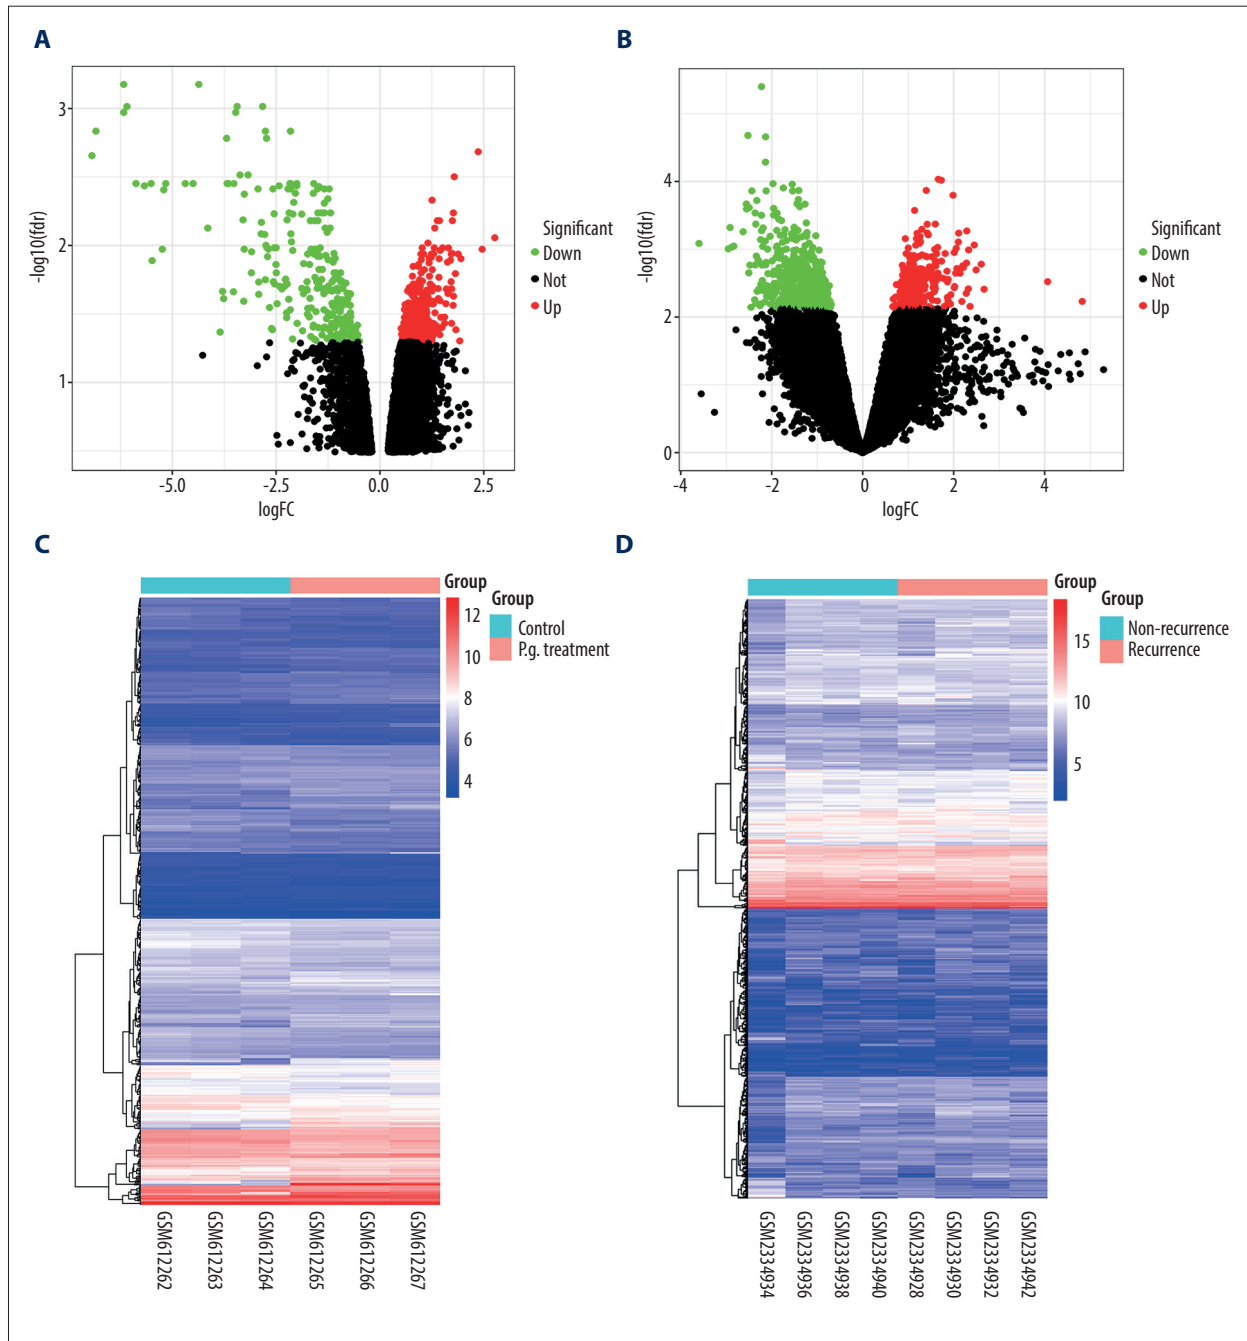 A
3
2
1
-log10(fdr)
-5.0
-2.5
0.0
2.5
logFC
Significant
Down
Not
Up
B
4
2
0
-log10(fdr)
-4
-2
0
2
4
logFC
Significant
Down
Not
Up
C
Group
12
10
8
6
4
Group
Control
P.g. treatment
GSM612262
GSM612263
GSM612264
GSM612265
GSM612266
GSM612267
D
Group
15
10
5
Group
Non-recurrence
Recurrence
GSM2334934
GSM2334936
GSM2334938
GSM2334940
GSM2334928
GSM2334930
GSM2334932
GSM2334942